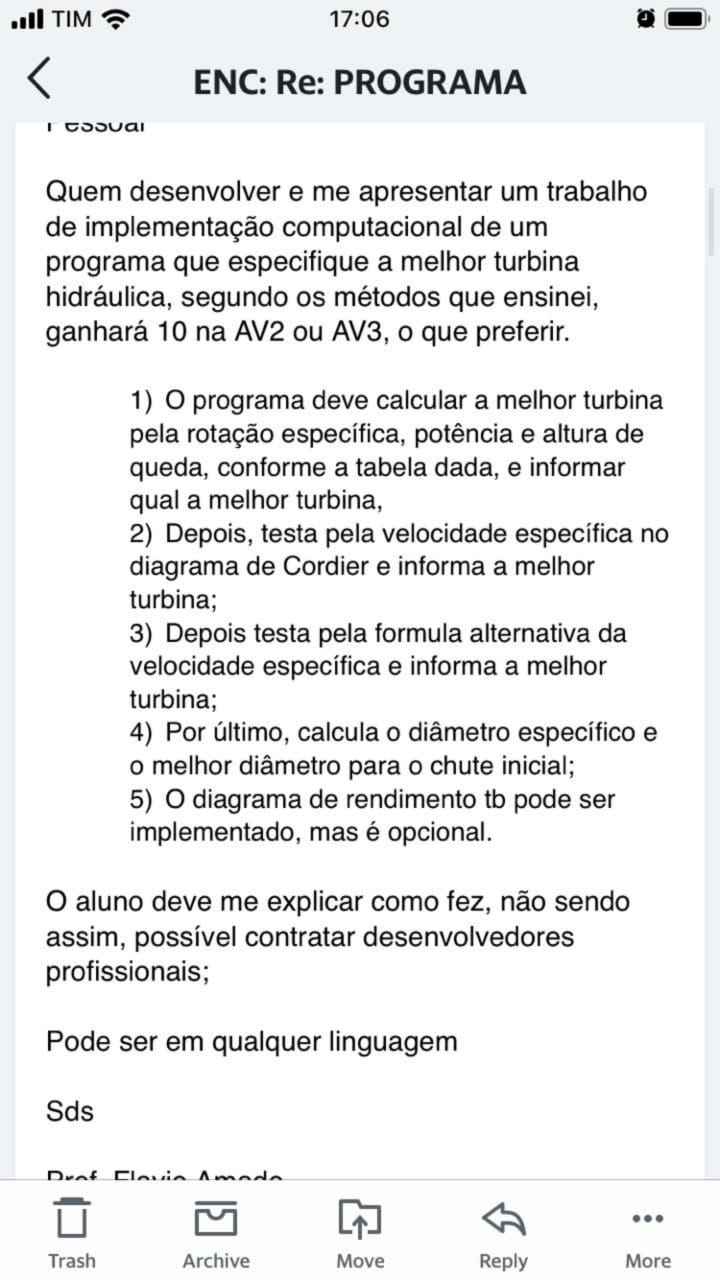 TIM
17:06
ENC: Re: PROGRAMA
Pessoal
Quem desenvolver e me apresentar um trabalho
de implementação computacional de um
programa que especifique a melhor turbina
hidráulica, segundo os métodos que ensinei,
ganhará 10 na AV2 ou AV3, o que preferir.
1) O programa deve calcular a melhor turbina
pela rotação específica, potência e altura de
queda, conforme a tabela dada, e informar
qual a melhor turbina,
2) Depois, testa pela velocidade específica no
diagrama de Cordier e informa a melhor
turbina;
3) Depois testa pela formula alternativa da
velocidade específica e informa a melhor
turbina;
4) Por último, calcula o diâmetro específico e
o melhor diâmetro para o chute inicial;
5) O diagrama de rendimento tb pode ser
implementado, mas é opcional.
O aluno deve me explicar como fez, não sendo
assim, possível contratar desenvolvedores
profissionais;
Pode ser em qualquer linguagem
Sds
Prof. Flavio Amado
Trash
Archive
Move
Reply
More